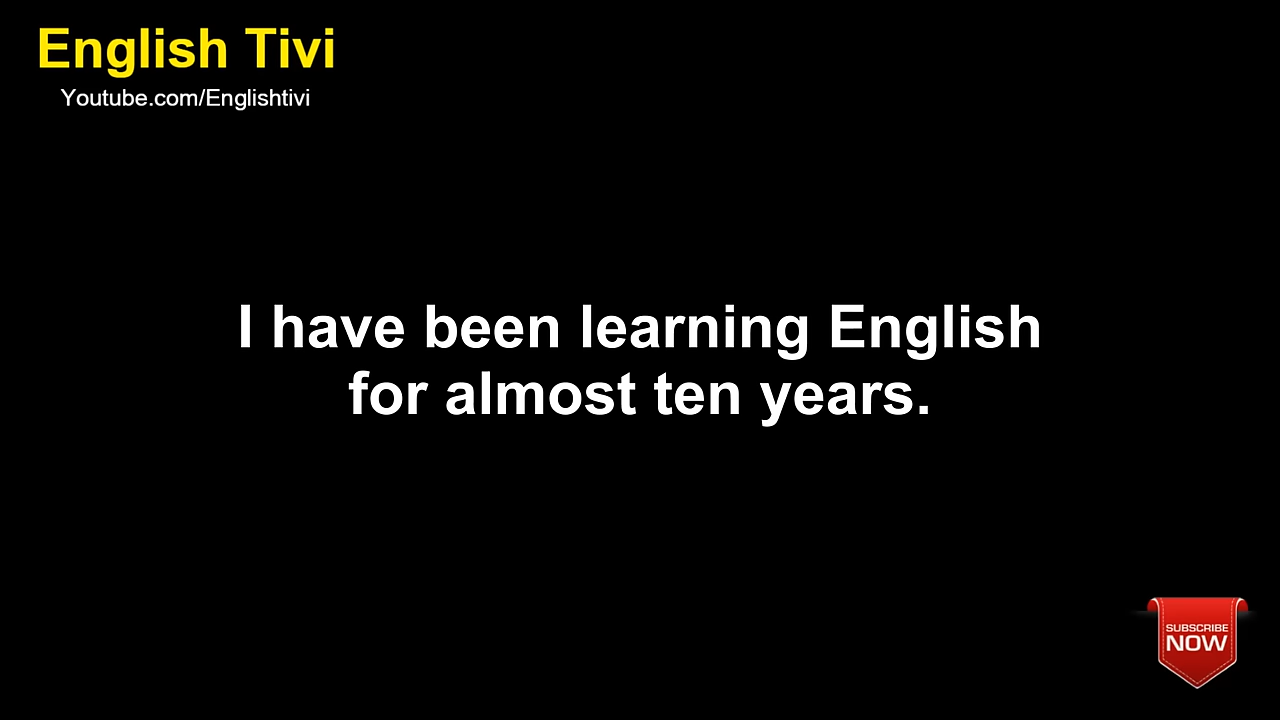 English Tivi
Youtube.com/Englishtivi
I have been learning English
for almost ten years.
SUBSCRIBE
NOW